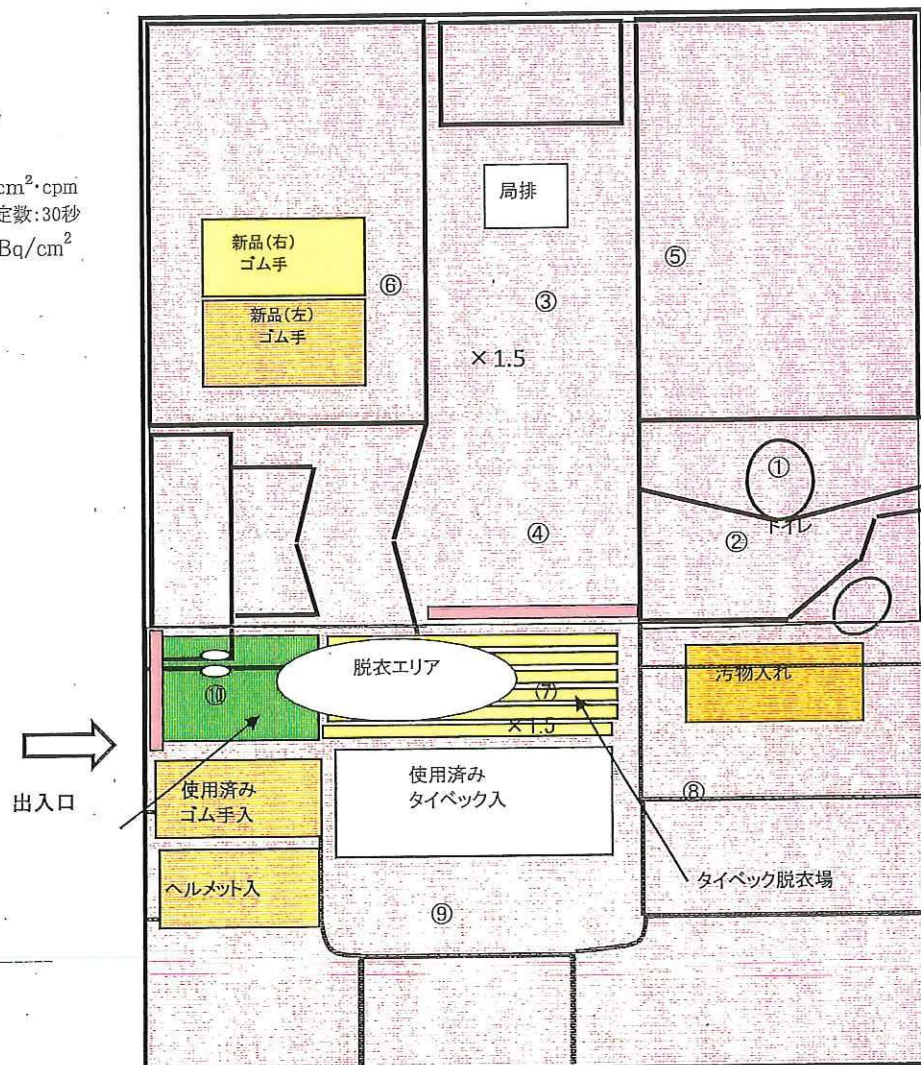 cm²・cpm
定数:30秒
Bq/cm²
局排
新品(右)
ゴム手
⑥
⑤
③
新品(左)
ゴム手
×1.5
①
④
②
トイレ
脱衣エリア
汚物入れ
⑩
⑦
×1.5
使用済み
タイベック入
使用済み
ゴム手入
⑧
出入口
ヘルメット入
タイベック脱衣場
⑨